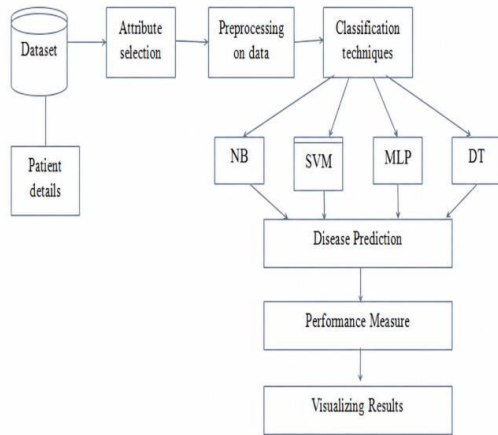 Dataset
Attribute
selection
Preprocessing
on data
Classification
techniques
Patient
details
NB
SVM
MLP
DT
Disease Prediction
Performance Measure
Visualizing Results